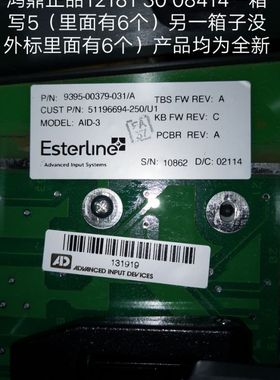 鸿鼎正品12181 30 08414 一箱
写5（里面有6个）另一箱子没
外标里面有6个）产品均为全新
P/N: 9395-00379-031/A
TBS FW REV: A
CUST P/N: 51196694-250/U1
KB FW REV: C
MODEL: AID-3
PCBR REV: A
FA
37
Esterline
Advanced Input Systems
S/N: 10862 D/C: 02114
131919
AD ADVANCED INPUT DEVICES